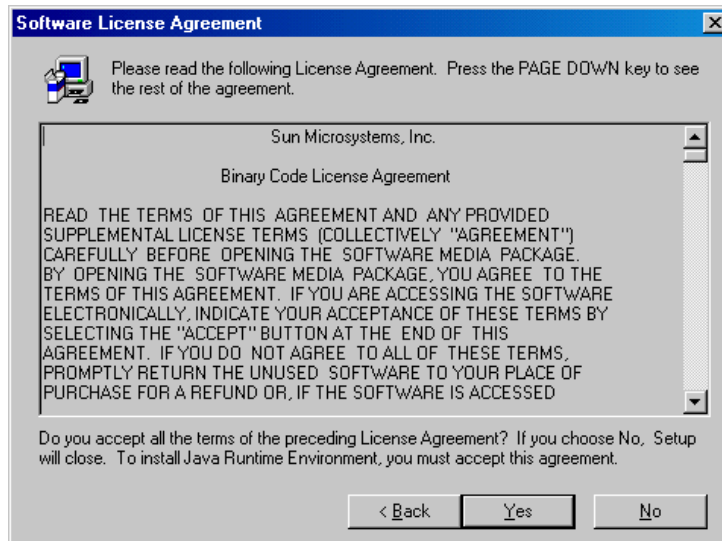 Software License Agreement
Please read the following License Agreement. Press the PAGE DOWN key to see
the rest of the agreement.
Sun Microsystems, Inc.
Binary Code License Agreement
READ THE TERMS OF THIS AGREEMENT AND ANY PROVIDED
SUPPLEMENTAL LICENSE TERMS (COLLECTIVELY "AGREEMENT")
CAREFULLY BEFORE OPENING THE SOFTWARE MEDIA PACKAGE.
BY OPENING THE SOFTWARE MEDIA PACKAGE, YOU AGREE TO THE
TERMS OF THIS AGREEMENT. IF YOU ARE ACCESSING THE SOFTWARE
ELECTRONICALLY, INDICATE YOUR ACCEPTANCE OF THESE TERMS BY
SELECTING THE "ACCEPT" BUTTON AT THE END OF THIS
AGREEMENT. IF YOU DO NOT AGREE TO ALL OF THESE TERMS,
PROMPTLY RETURN THE UNUSED SOFTWARE TO YOUR PLACE OF
PURCHASE FOR A REFUND OR, IF THE SOFTWARE IS ACCESSED
Do you accept all the terms of the preceding License Agreement? If you choose No, Setup
will close. To install Java Runtime Environment, you must accept this agreement.
< Back Yes No